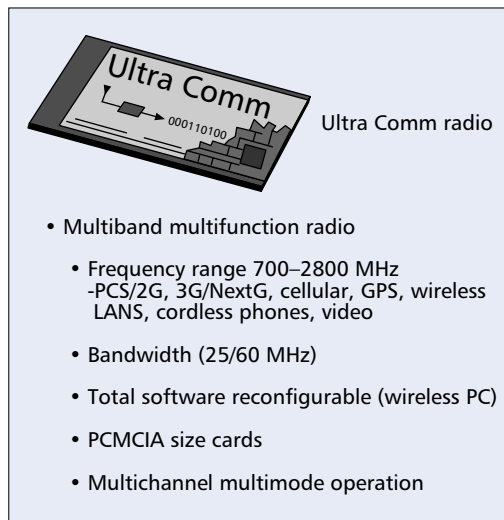 Ultra Comm
000110100
Ultra Comm radio
• Multiband multifunction radio
• Frequency range 700–2800 MHz
-PCS/2G, 3G/NextG, cellular, GPS, wireless
LANS, cordless phones, video
• Bandwidth (25/60 MHz)
• Total software reconfigurable (wireless PC)
• PCMCIA size cards
• Multichannel multimode operation